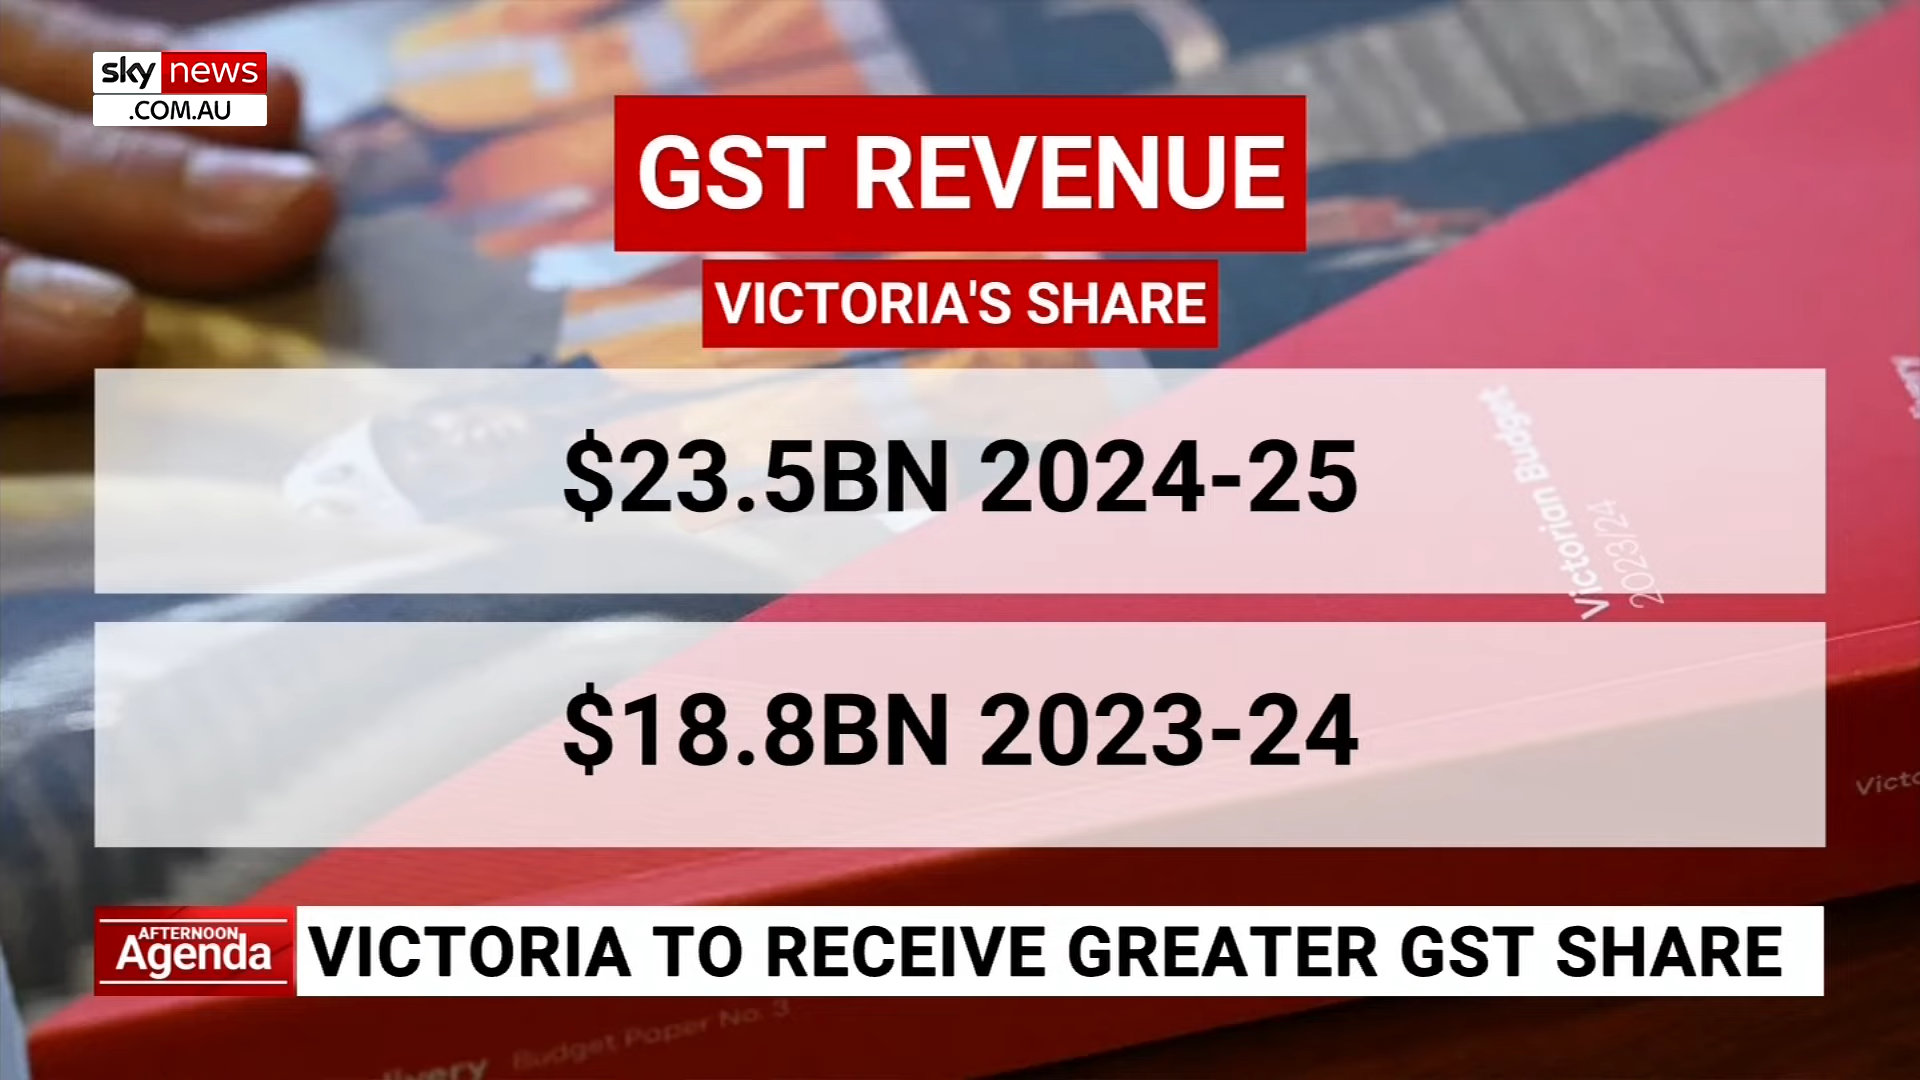 sky news
.COM.AU
GST REVENUE
VICTORIA'S SHARE
$23.5BN 2024-25
Victorian Budget
2023/24
$18.8BN 2023-24
AFTERNOON
Agenda
VICTORIA TO RECEIVE GREATER GST SHARE
Budget Paper No. 3